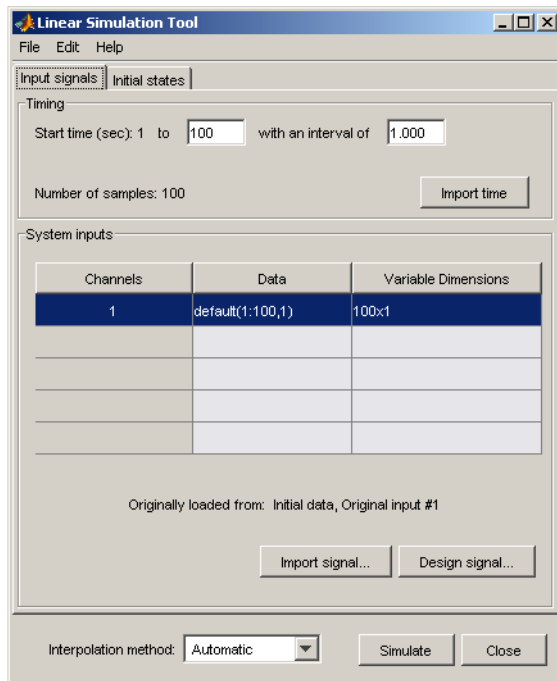 Linear Simulation Tool
File Edit Help
Input signals Initial states
Timing
Start time (sec): 1 to 100 with an interval of 1.000
Number of samples: 100 Import time
System inputs
Channels Data Variable Dimensions
1 default(1:100,1) 100x1
Originally loaded from: Initial data, Original input #1
Import signal... Design signal...
Interpolation method: Automatic Simulate Close